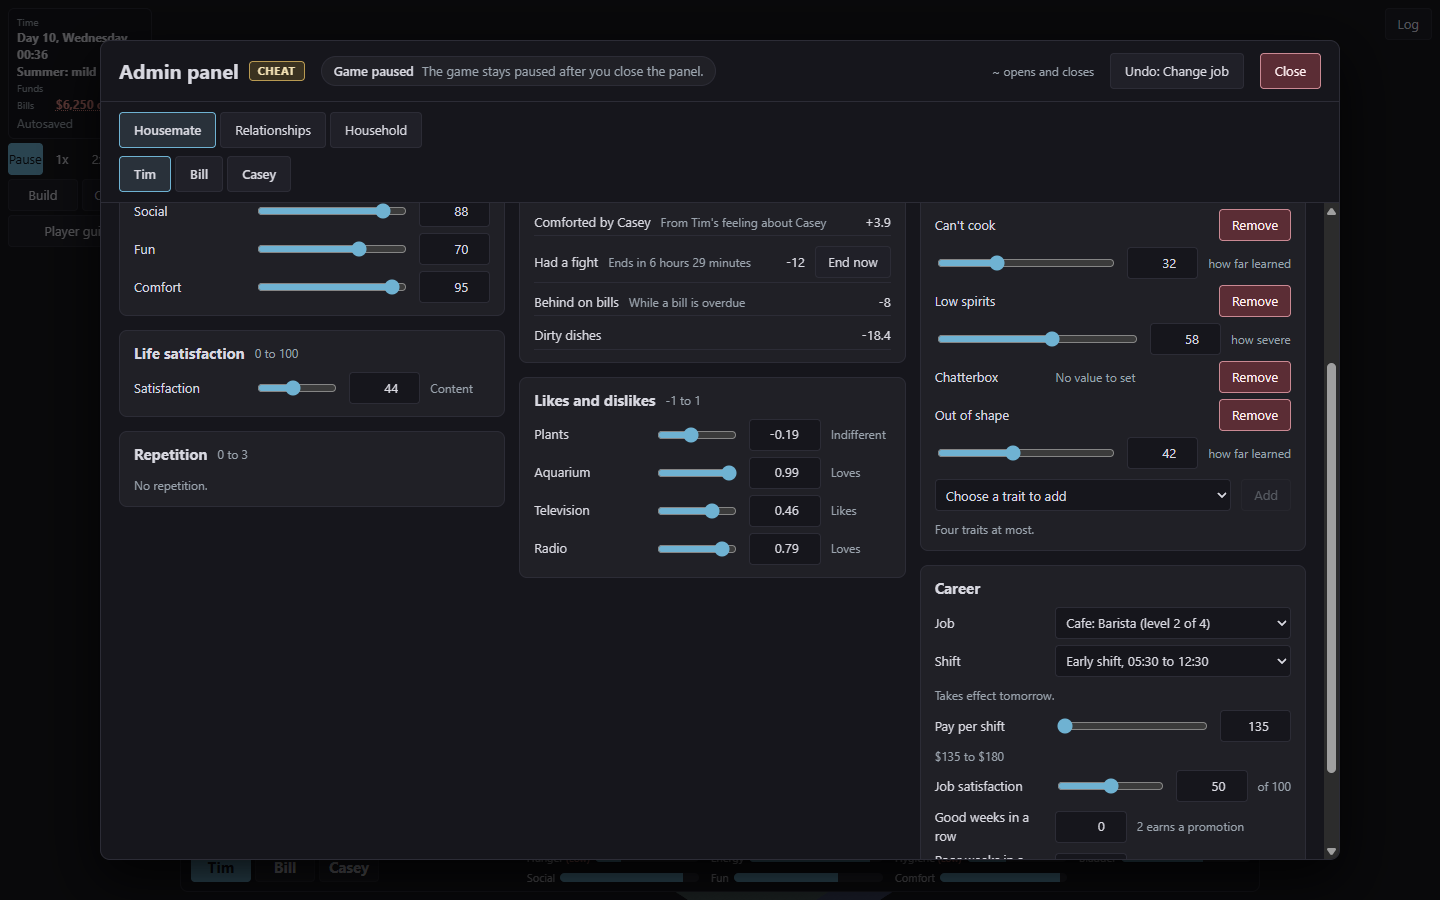 Time
Day 10, Wednesday
00:36
Summer: mild
Funds
Bills $6,250
Autosaved
Pause 1x
Build
Player gui
Log
Admin panel CHEAT Game paused The game stays paused after you close the panel. ~ opens and closes Undo: Change job Close
Housemate Relationships Household
Tim Bill Casey
Social 88
Fun 70
Comfort 95
Life satisfaction 0 to 100
Satisfaction 44 Content
Repetition 0 to 3
No repetition.
Comforted by Casey From Tim's feeling about Casey +3.9
Had a fight Ends in 6 hours 29 minutes -12 End now
Behind on bills While a bill is overdue -8
Dirty dishes -18.4
Likes and dislikes -1 to 1
Plants -0.19 Indifferent
Aquarium 0.99 Loves
Television 0.46 Likes
Radio 0.79 Loves
Can't cook Remove
32 how far learned
Low spirits Remove
58 how severe
Chatterbox No value to set Remove
Out of shape Remove
42 how far learned
Choose a trait to add Add
Four traits at most.
Career
Job Cafe: Barista (level 2 of 4)
Shift Early shift, 05:30 to 12:30
Takes effect tomorrow.
Pay per shift 135
$135 to $180
Job satisfaction 50 of 100
Good weeks in a
row 0 2 earns a promotion
Tim Bill Casey
Social Fun Comfort